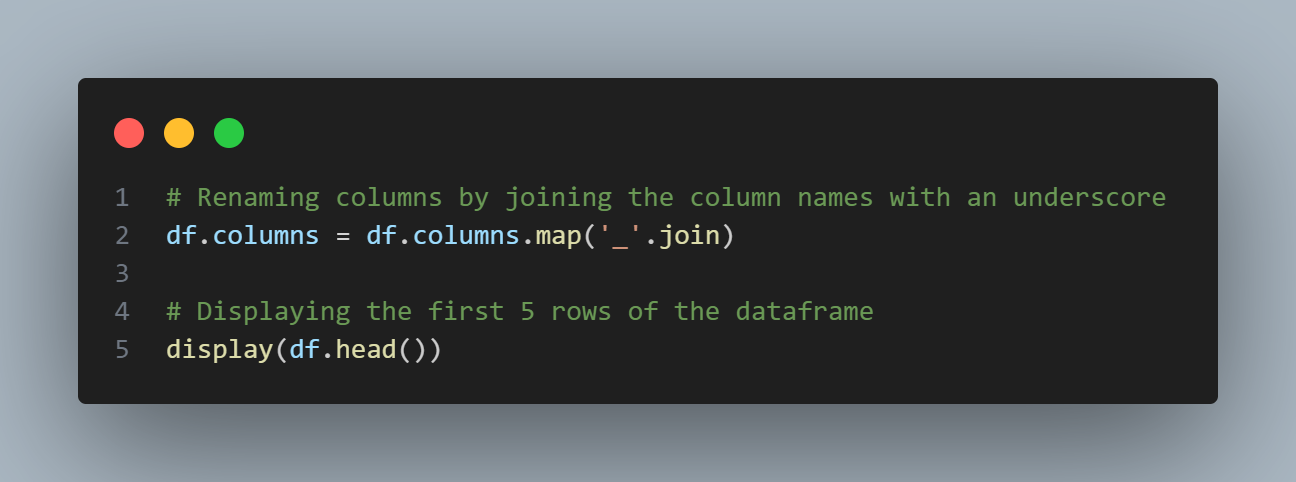 1 # Renaming columns by joining the column names with an underscore
2 df.columns = df.columns.map('_'.join)
3
4 # Displaying the first 5 rows of the dataframe
5 display(df.head())